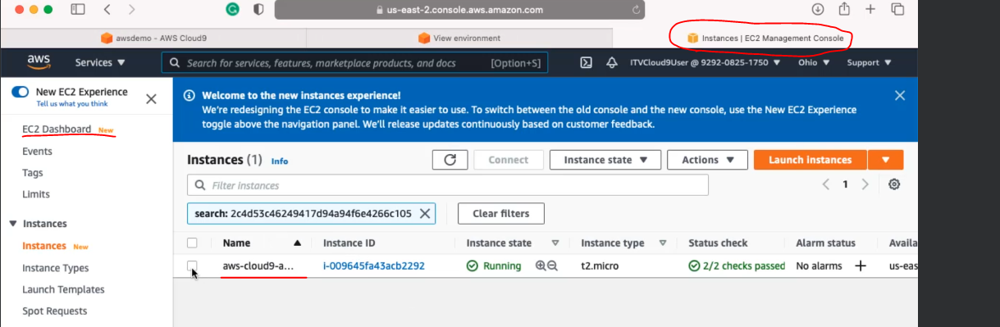 us-east-2.console.aws.amazon.com
awsdemo - AWS Cloud9
View environment
Instances | EC2 Management Console
aws
Services
Search for services, features, marketplace products, and docs
[Option+S]
ITVCloud9User @ 9292-0825-1750
Ohio
Support
New EC2 Experience
Tell us what you think
EC2 Dashboard New
Events
Tags
Limits
Instances
Instances New
Instance Types
Launch Templates
Spot Requests
Welcome to the new instances experience!
We're redesigning the EC2 console to make it easier to use. To switch between the old console and the new console, use the New EC2 Experience
toggle above the navigation panel. We'll release updates continuously based on customer feedback.
Instances (1) Info
Connect
Instance state
Actions
Launch instances
Filter instances
1
search: 2c4d53c46249417d94a94f6e4266c105
Clear filters
Name Instance ID Instance state Instance type Status check Alarm status Availa
aws-cloud9-a... i-009645fa43acb2292 Running t2.micro 2/2 checks passed No alarms + us-eas